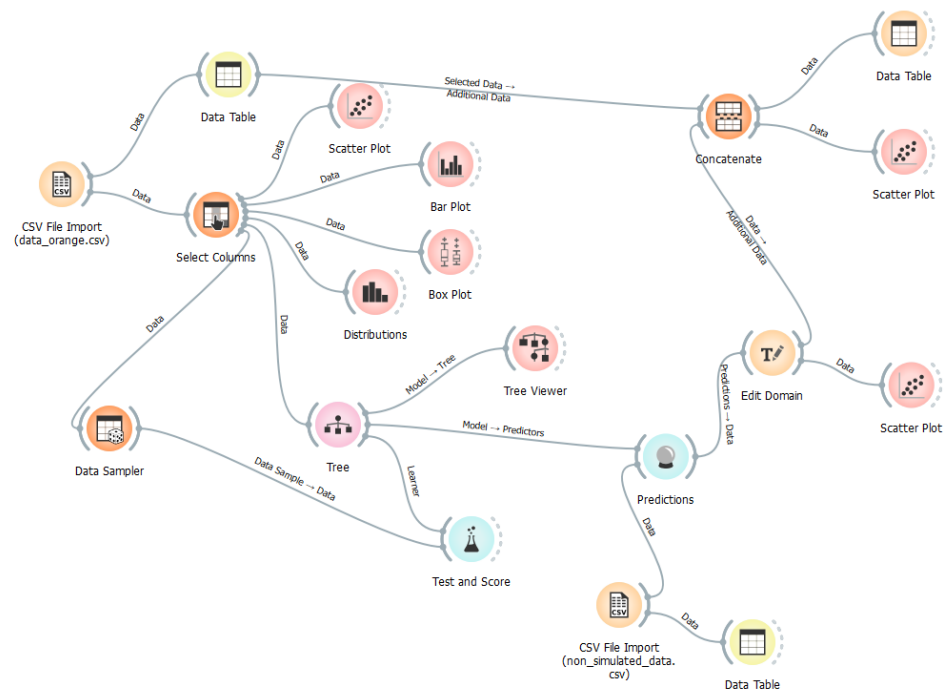 Data Table
Selected Data →
Additional Data
Data
Data Table
Data
Scatter Plot
Data
Concatenate
Data
Scatter Plot
Data
CSV
CSV File Import
(data_orange.csv)
Data
Select Columns
Data
Bar Plot
Data
Box Plot
Data
Distributions
Data
Data
Data →
Additional Data
Model → Tree
Tree Viewer
T
Edit Domain
Data
Scatter Plot
Data Sampler
Tree
Model → Predictors
Predictions → Data
Predictions
Data Sample → Data
Learner
Test and Score
Data
CSV
CSV File Import
(non_simulated_data.
csv)
Data
Data Table